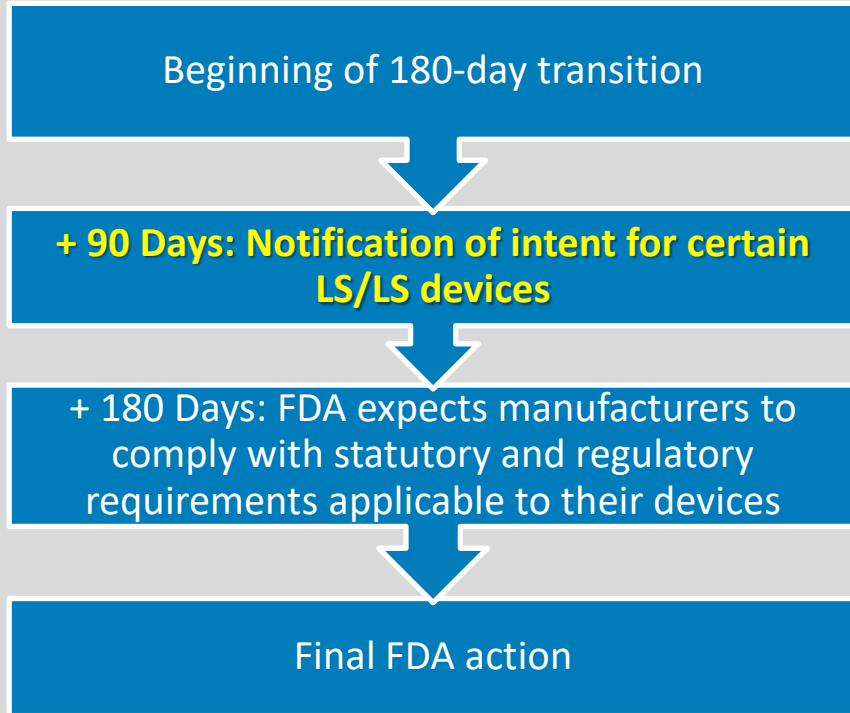 Beginning of 180-day transition
+ 90 Days: Notification of intent for certain
LS/LS devices
+ 180 Days: FDA expects manufacturers to
comply with statutory and regulatory
requirements applicable to their devices
Final FDA action